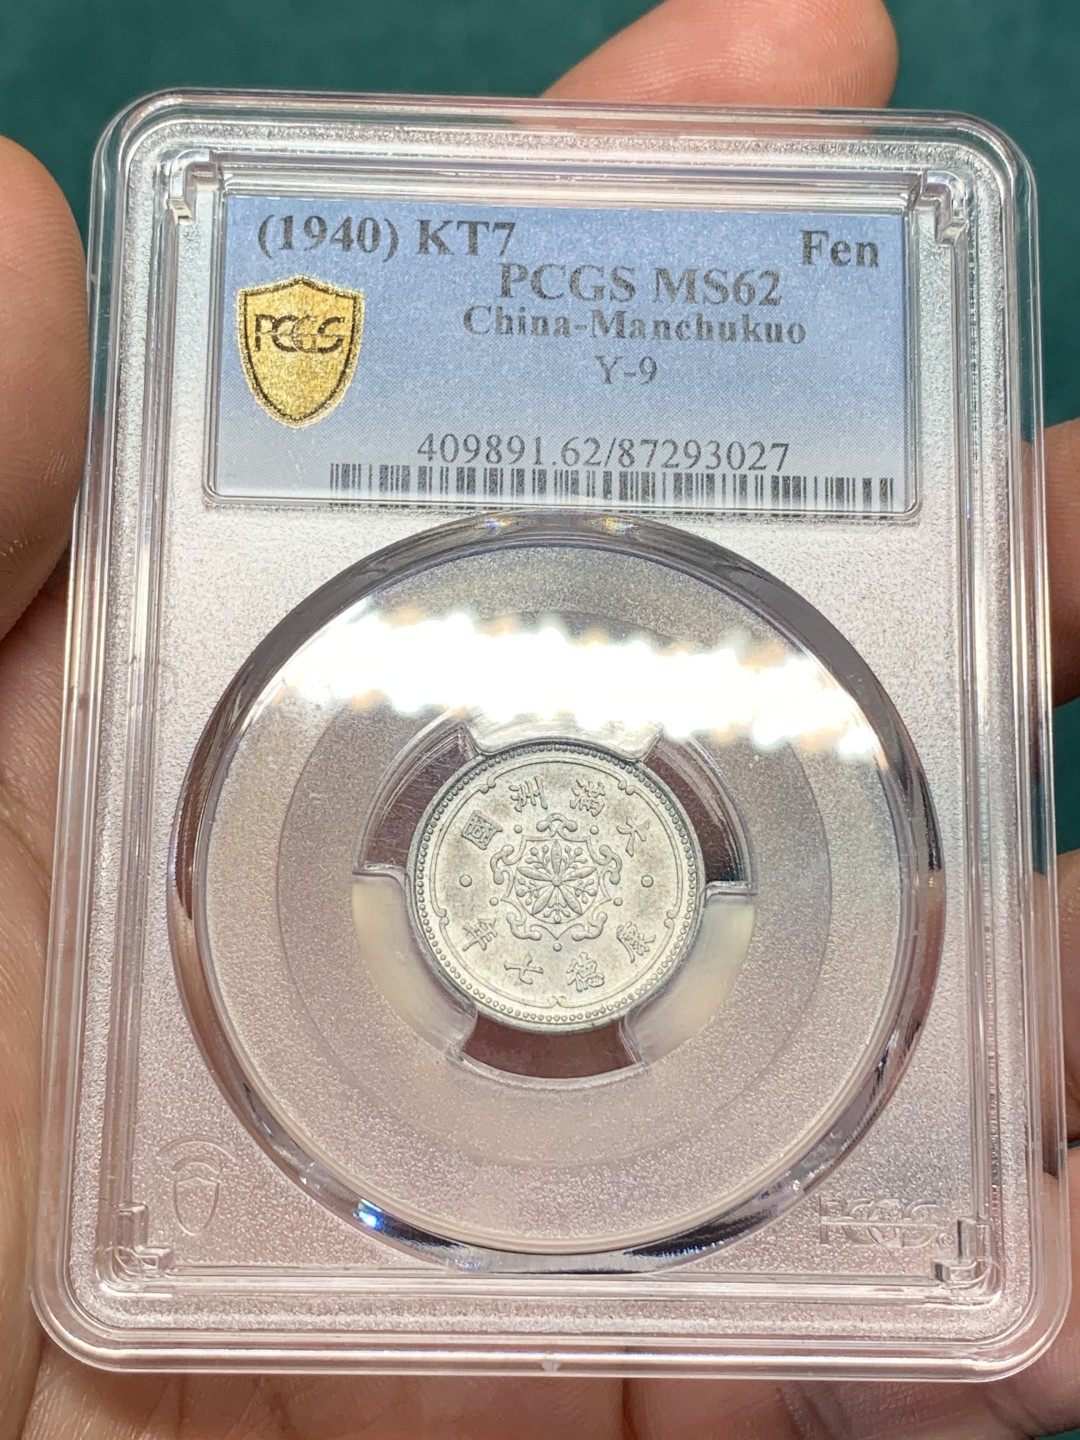 (1940) KT7 Fen
PCGS MS62
China-Manchukuo
PCGS
Y-9
409891.62/87293027
大滿洲國
康德七年
PCGS